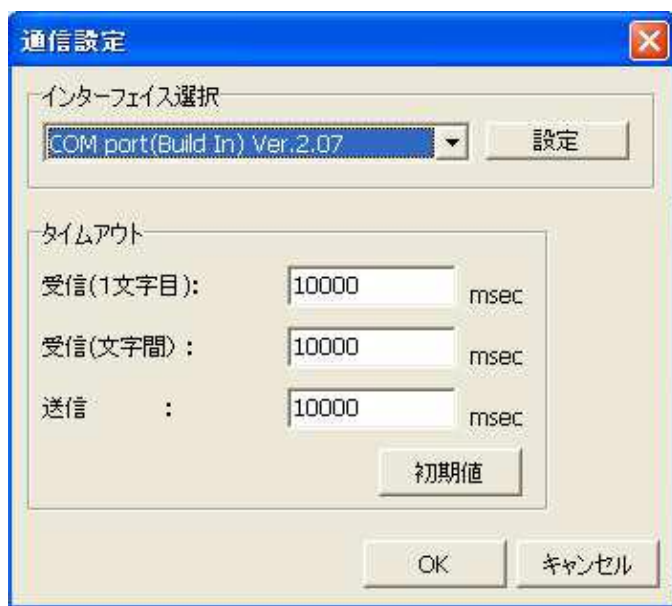 通信設定
インターフェイス選択
COM port(Build In) Ver.2.07
設定
タイムアウト
受信(1文字目): 10000 msec
受信(文字間): 10000 msec
送信 : 10000 msec
初期値
OK キャンセル